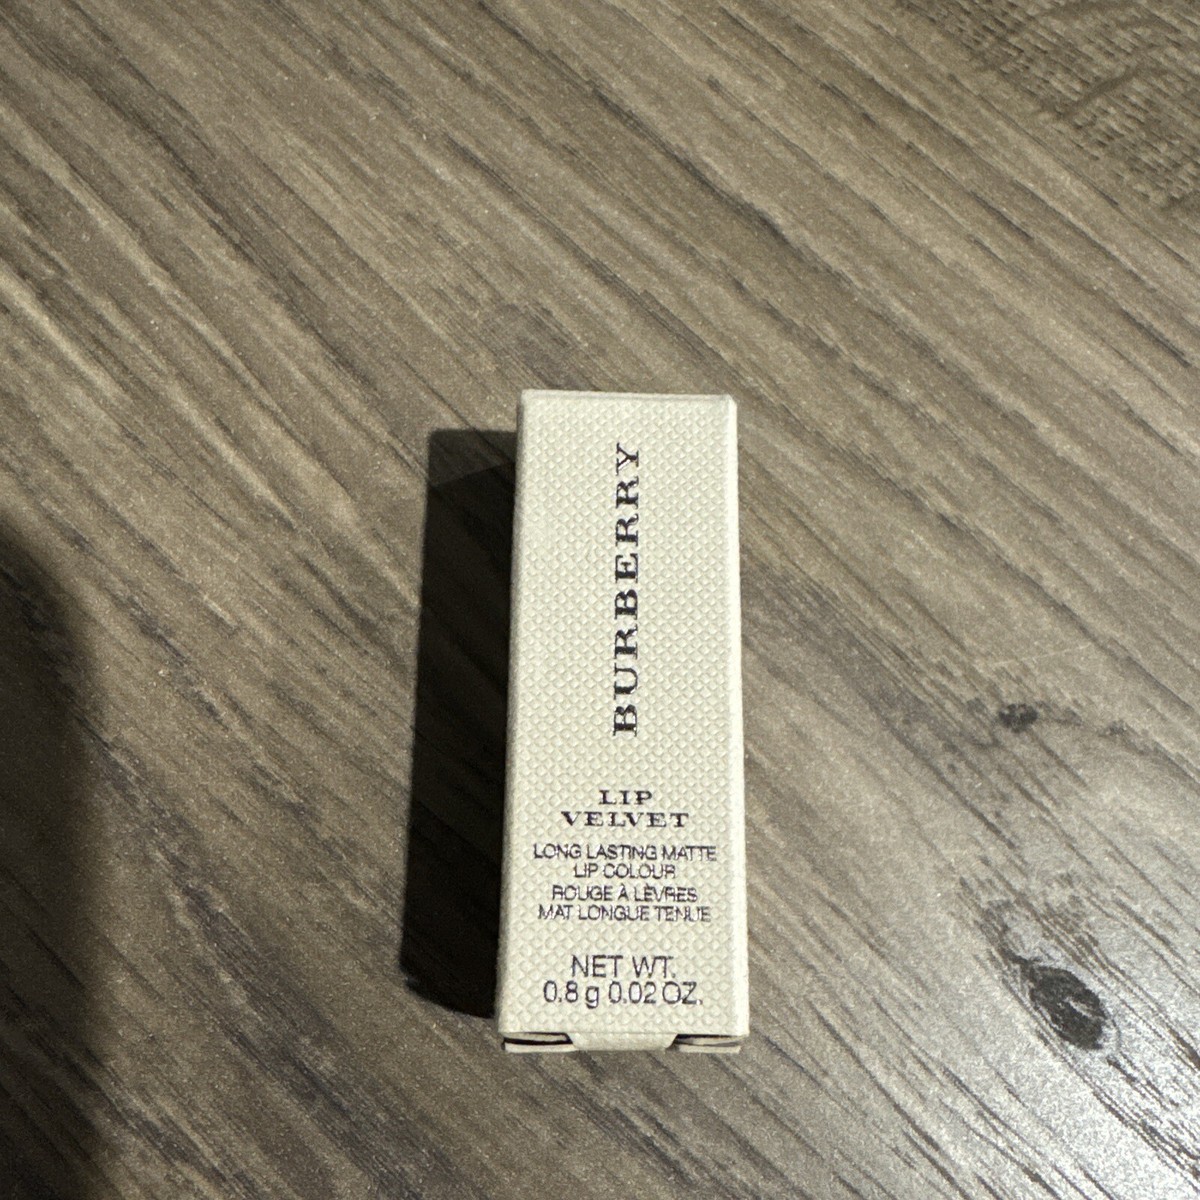 BURBERRY
LIP
VELVET
LONG LASTING MATTE
LIP COLOUR
ROUGE À LÈVRES
MAT LONGUE TENUE
NET WT.
0.8 g 0.02 OZ.